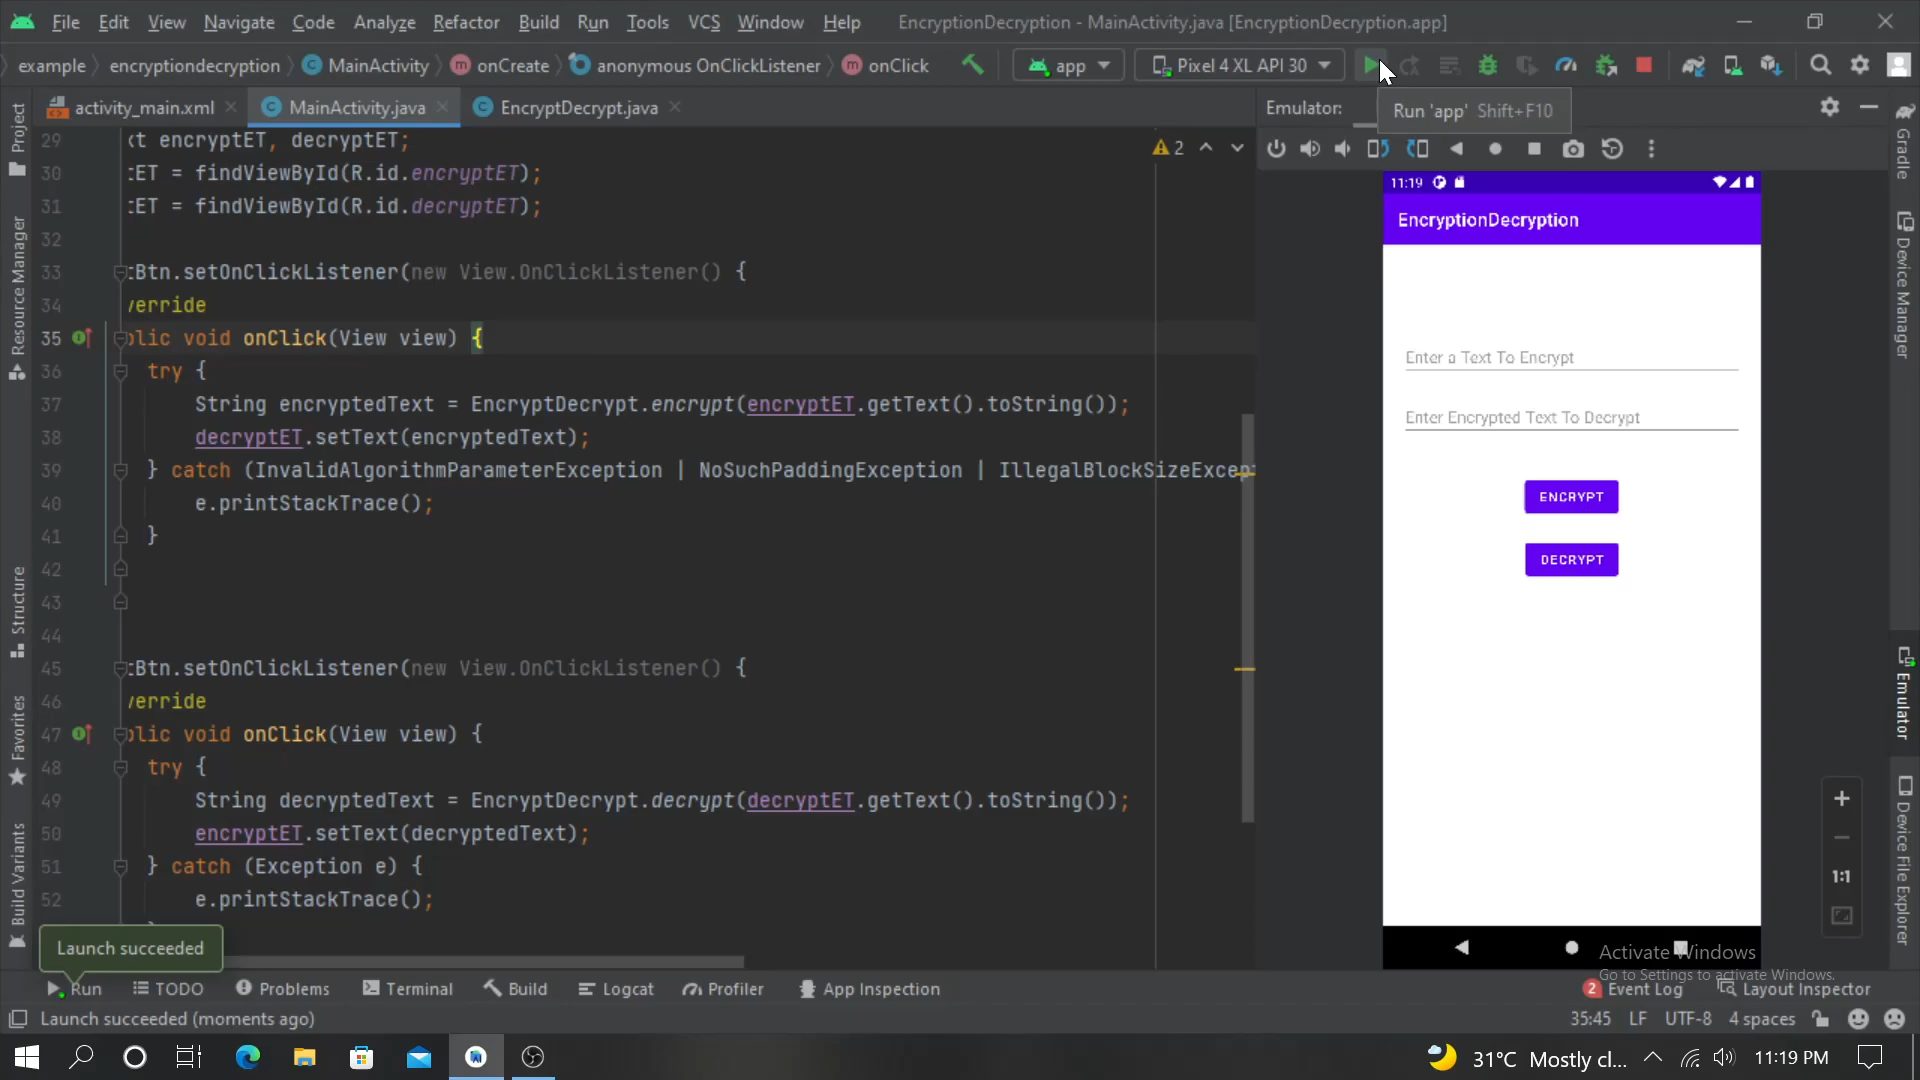 File Edit View Navigate Code Analyze Refactor Build Run Tools VCS Window Help EncryptionDecryption - MainActivity.java [EncryptionDecryption.app]
example encryptiondecryption MainActivity onCreate anonymous OnClickListener onClick app Pixel 4 XL API 30
activity_main.xml MainActivity.java EncryptDecrypt.java Emulator: Run 'app' Shift+F10
Project
Resource Manager
Structure
Favorites
Build Variants
2
29 encryptET, decryptET;
30 = findViewById(R.id.encryptET);
31 = findViewById(R.id.decryptET);
32
33 Btn.setOnClickListener(new View.OnClickListener() {
34 verride
35 blic void onClick(View view) {
36 try {
37 String encryptedText = EncryptDecrypt.encrypt(encryptET.getText().toString());
38 decryptET.setText(encryptedText);
39 } catch (InvalidAlgorithmParameterException | NoSuchPaddingException | IllegalBlockSizeExcep
40 e.printStackTrace();
41 }
42
43
44
45 Btn.setOnClickListener(new View.OnClickListener() {
46 verride
47 blic void onClick(View view) {
48 try {
49 String decryptedText = EncryptDecrypt.decrypt(decryptET.getText().toString());
50 encryptET.setText(decryptedText);
51 } catch (Exception e) {
52 e.printStackTrace();
Launch succeeded
11:19
EncryptionDecryption
Enter a Text To Encrypt
Enter Encrypted Text To Decrypt
ENCRYPT
DECRYPT
1:1
Gradle
Device Manager
Emulator
Device File Explorer
Activate Windows
Go to Settings to activate Windows.
Run TODO Problems Terminal Build Logcat Profiler App Inspection 2 Event Log Layout Inspector
Launch succeeded (moments ago) 35:45 LF UTF-8 4 spaces
31°C Mostly cl... 11:19 PM